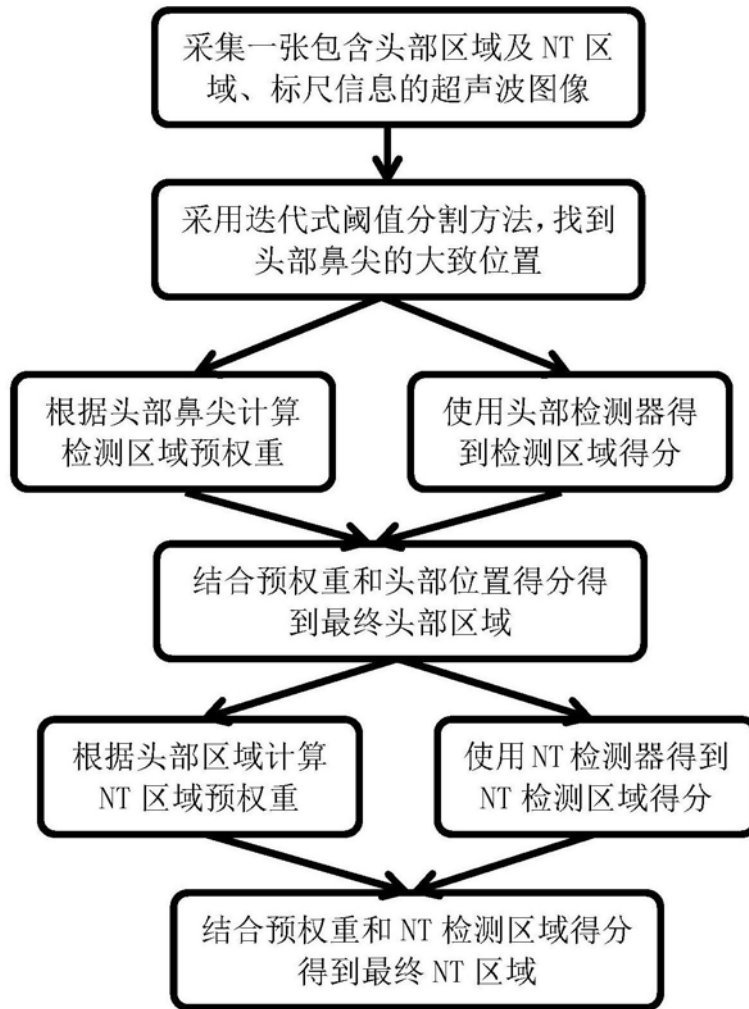 采集一张包含头部区域及 NT 区
域、标尺信息的超声波图像
采用迭代式阈值分割方法,找到
头部鼻尖的大致位置
根据头部鼻尖计算
检测区域预权重
使用头部检测器得
到检测区域得分
结合预权重和头部位置得分得
到最终头部区域
根据头部区域计算
NT 区域预权重
使用 NT 检测器得到
NT 检测区域得分
结合预权重和 NT 检测区域得分
得到最终 NT 区域